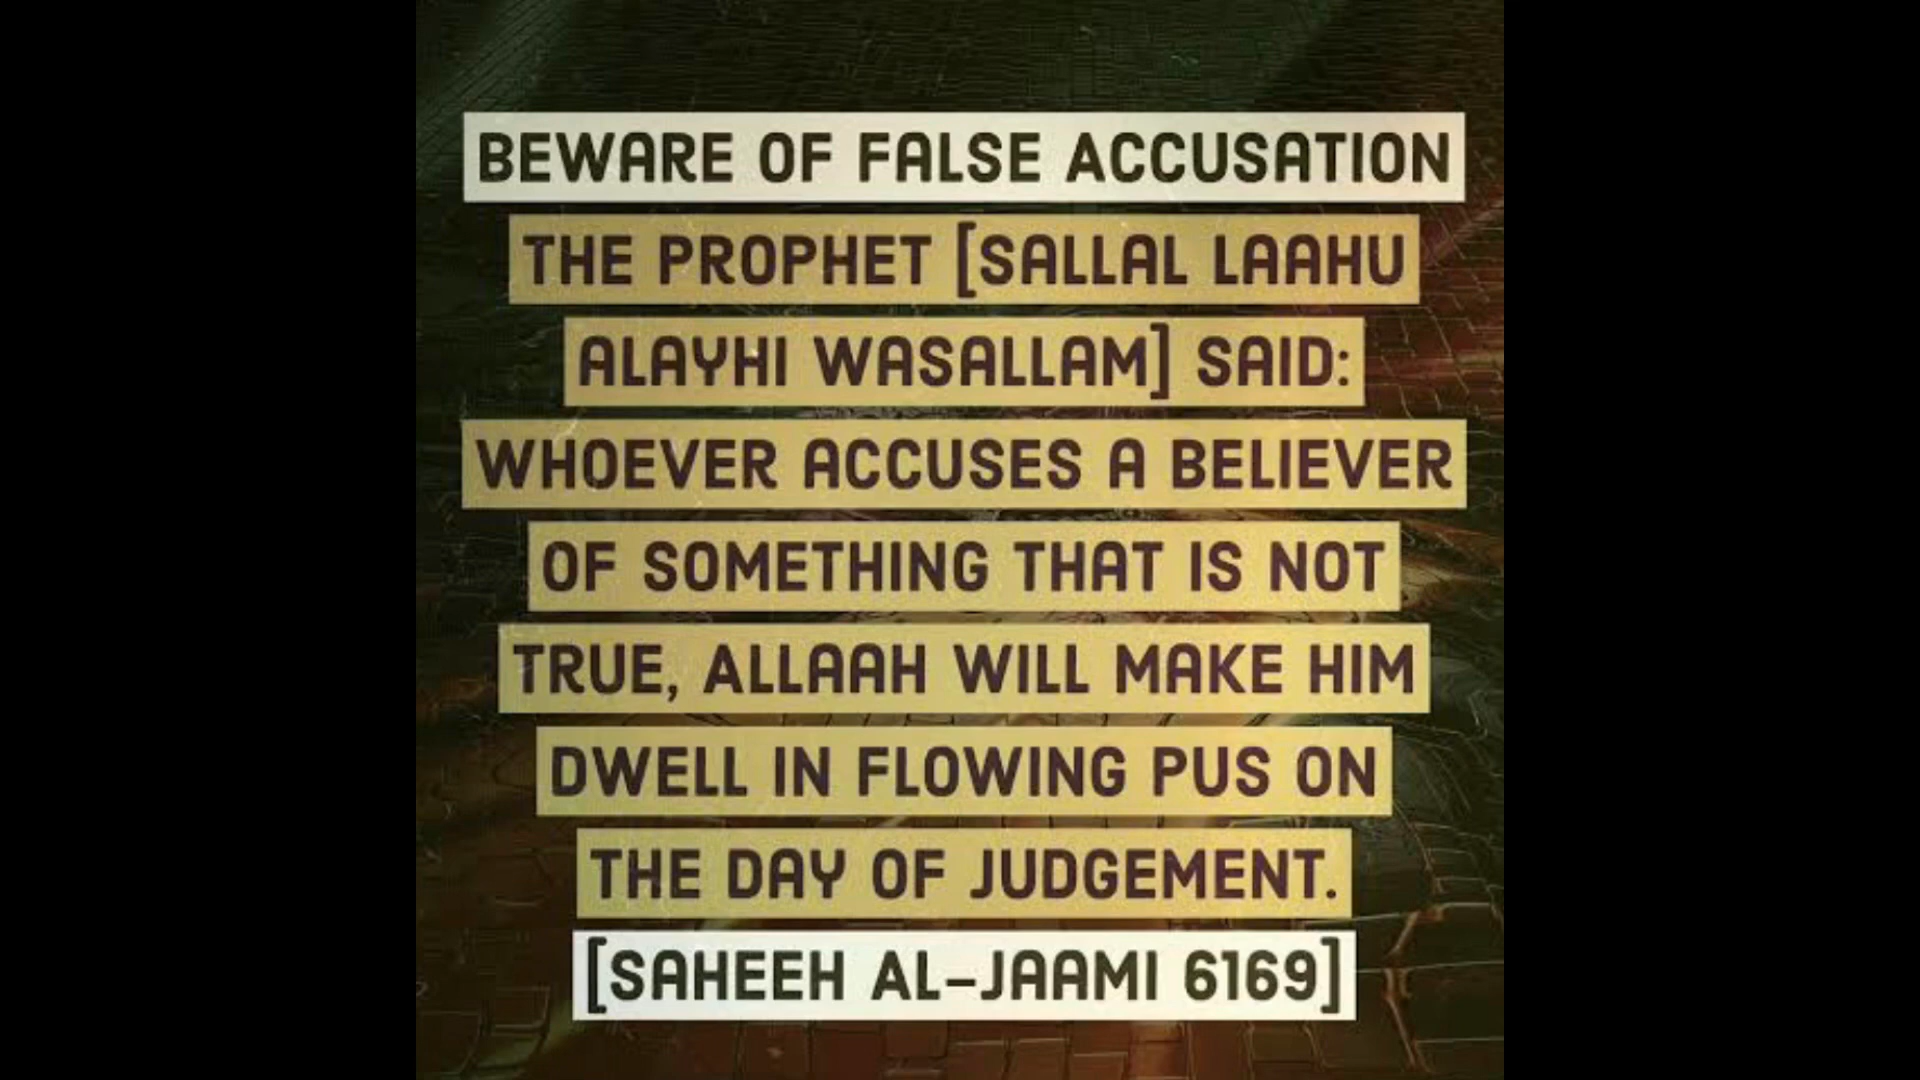 BEWARE OF FALSE ACCUSATION
THE PROPHET [SALLAL LAAHU
ALAYHI WASALLAM] SAID:
WHOEVER ACCUSES A BELIEVER
OF SOMETHING THAT IS NOT
TRUE, ALLAAH WILL MAKE HIM
DWELL IN FLOWING PUS ON
THE DAY OF JUDGEMENT.
[SAHEEH AL-JAAMI 6169]